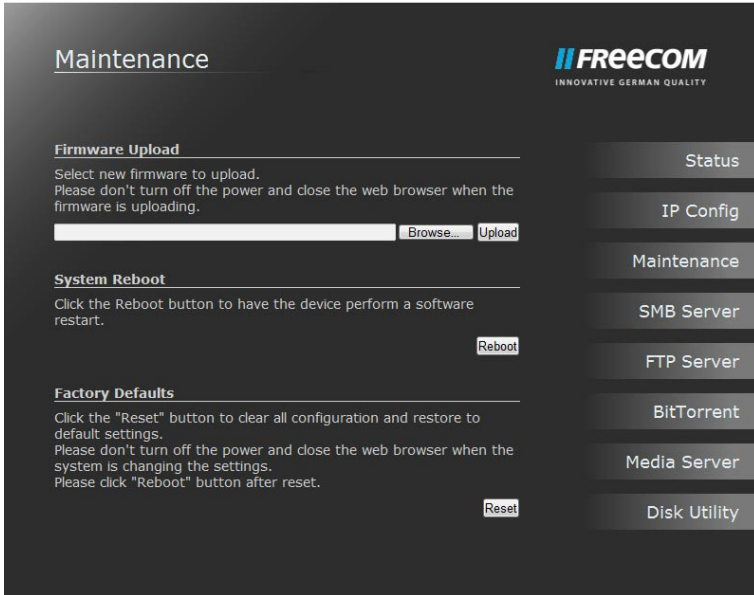 Maintenance
FREECOM
INNOVATIVE GERMAN QUALITY
Firmware Upload
Select new firmware to upload.
Please don't turn off the power and close the web browser when the
firmware is uploading.
Browse... Upload
System Reboot
Click the Reboot button to have the device perform a software
restart.
Reboot
Factory Defaults
Click the "Reset" button to clear all configuration and restore to
default settings.
Please don't turn off the power and close the web browser when the
system is changing the settings.
Please click "Reboot" button after reset.
Reset
Status
IP Config
Maintenance
SMB Server
FTP Server
BitTorrent
Media Server
Disk Utility